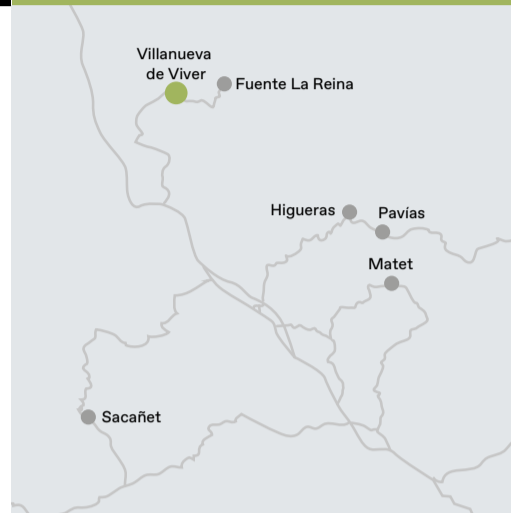 Villanueva
de Viver
Fuente La Reina
Higueras
Pavías
Matet
Sacañet